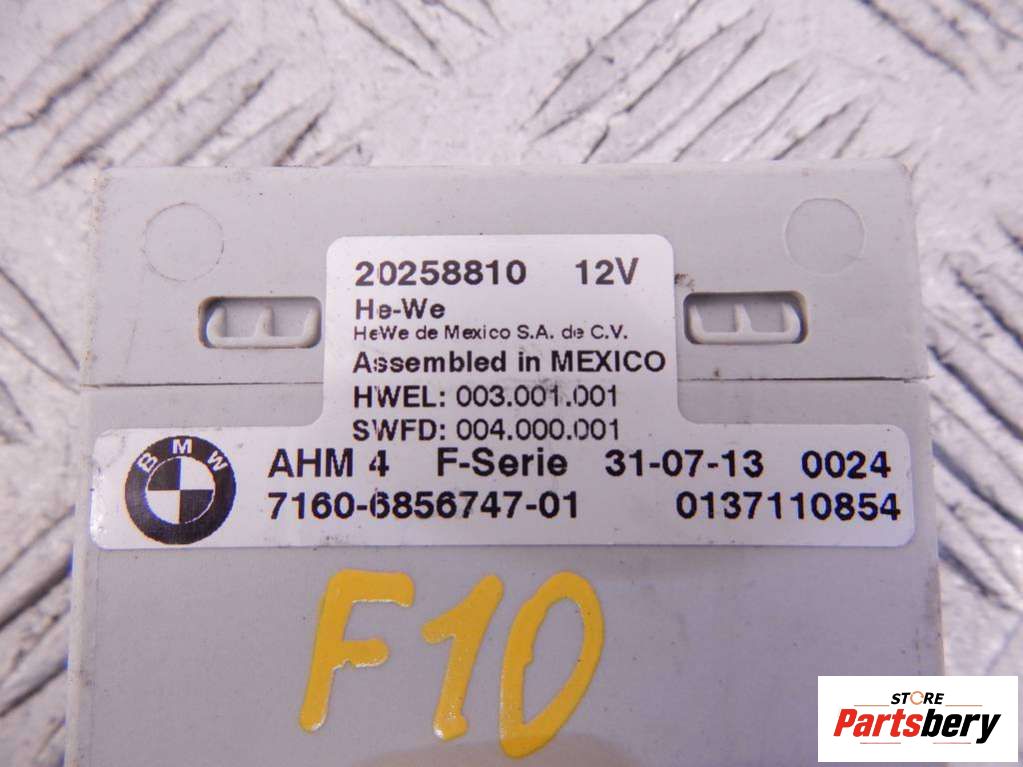 20258810 12V
He-We
HeWe de Mexico S.A. de C.V.
Assembled in MEXICO
HWEL: 003.001.001
SWFD: 004.000.001
BMW AHM 4 F-Serie 31-07-13 0024
7160-6856747-01 0137110854
F10
STORE
Partsbery